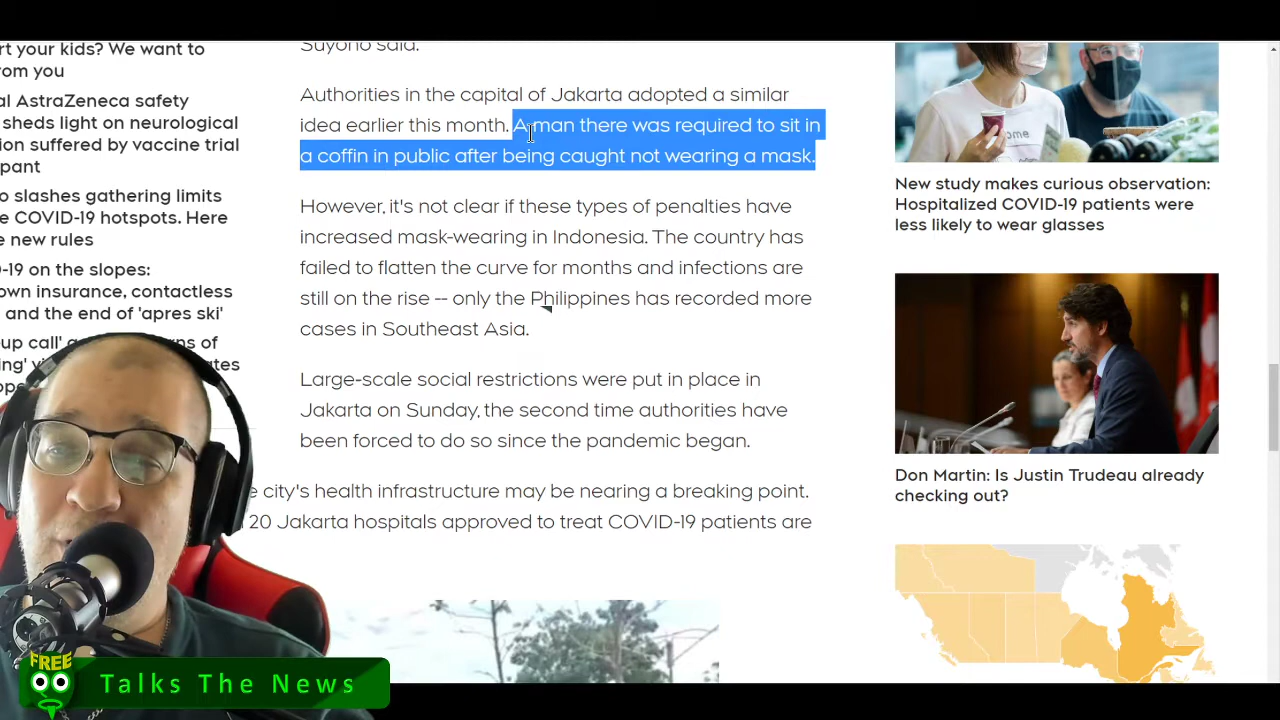 rt your kids? We want to
rom you
al AstraZeneca safety
sheds light on neurological
ion suffered by vaccine trial
pant
o slashes gathering limits
e COVID-19 hotspots. Here
e new rules
-19 on the slopes:
own insurance, contactless
and the end of 'apres ski'
-up call'
of
ing'
ates
Suyono said.
Authorities in the capital of Jakarta adopted a similar
idea earlier this month. A man there was required to sit in
a coffin in public after being caught not wearing a mask.
However, it's not clear if these types of penalties have
increased mask-wearing in Indonesia. The country has
failed to flatten the curve for months and infections are
still on the rise -- only the Philippines has recorded more
cases in Southeast Asia.
Large-scale social restrictions were put in place in
Jakarta on Sunday, the second time authorities have
been forced to do so since the pandemic began.
e city's health infrastructure may be nearing a breaking point.
20 Jakarta hospitals approved to treat COVID-19 patients are
ome
New study makes curious observation:
Hospitalized COVID-19 patients were
less likely to wear glasses
Don Martin: Is Justin Trudeau already
checking out?
FREE
Talks The News